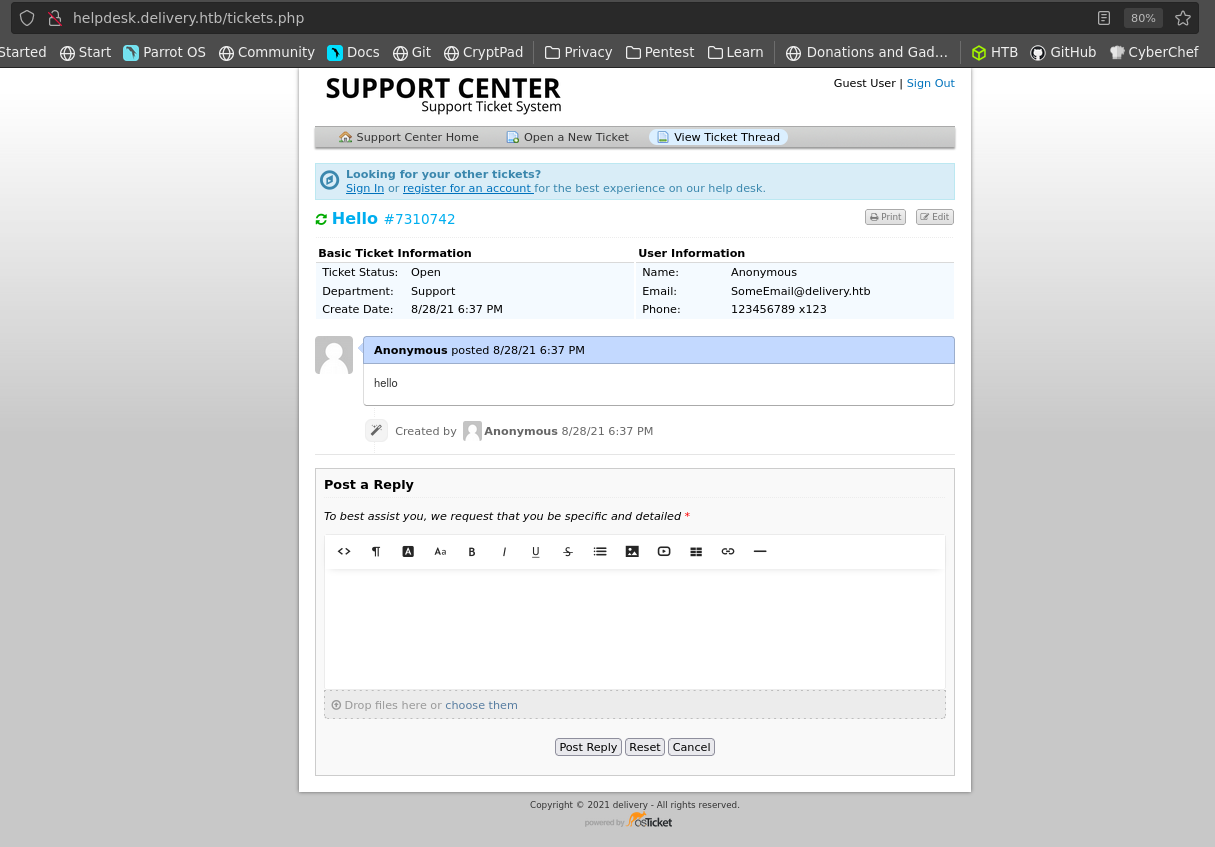 helpdesk.delivery.htb/tickets.php 80%
Started Start Parrot OS Community Docs Git CryptPad Privacy Pentest Learn Donations and Gad... HTB GitHub CyberChef
SUPPORT CENTER
Support Ticket System
Guest User | Sign Out
Support Center Home Open a New Ticket View Ticket Thread
Looking for your other tickets?
Sign In or register for an account for the best experience on our help desk.
Hello #7310742 Print Edit
Basic Ticket Information User Information
Ticket Status: Open Name: Anonymous
Department: Support Email: SomeEmail@delivery.htb
Create Date: 8/28/21 6:37 PM Phone: 123456789 x123
Anonymous posted 8/28/21 6:37 PM
hello
Created by Anonymous 8/28/21 6:37 PM
Post a Reply
To best assist you, we request that you be specific and detailed *
<> ¶ A Aa B I U S
Drop files here or choose them
Post Reply Reset Cancel
Copyright © 2021 delivery - All rights reserved.
powered by osTicket